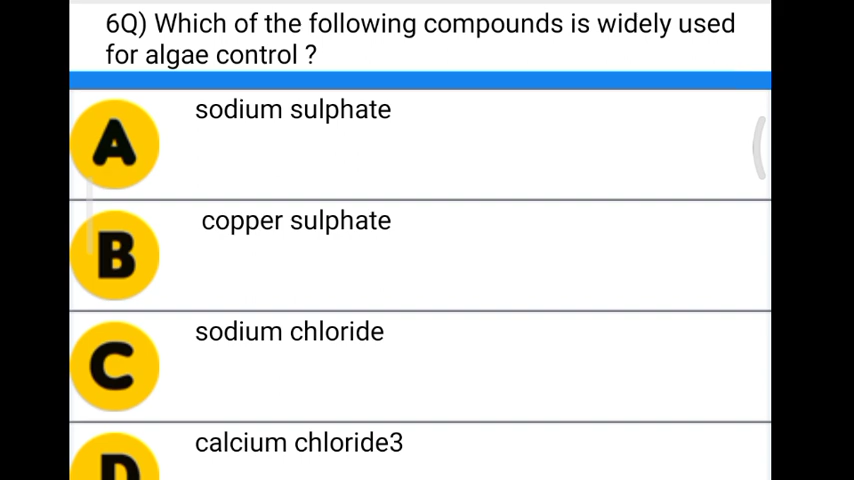 6Q) Which of the following compounds is widely used
for algae control ?
A
sodium sulphate
B
copper sulphate
C
sodium chloride
D
calcium chloride3